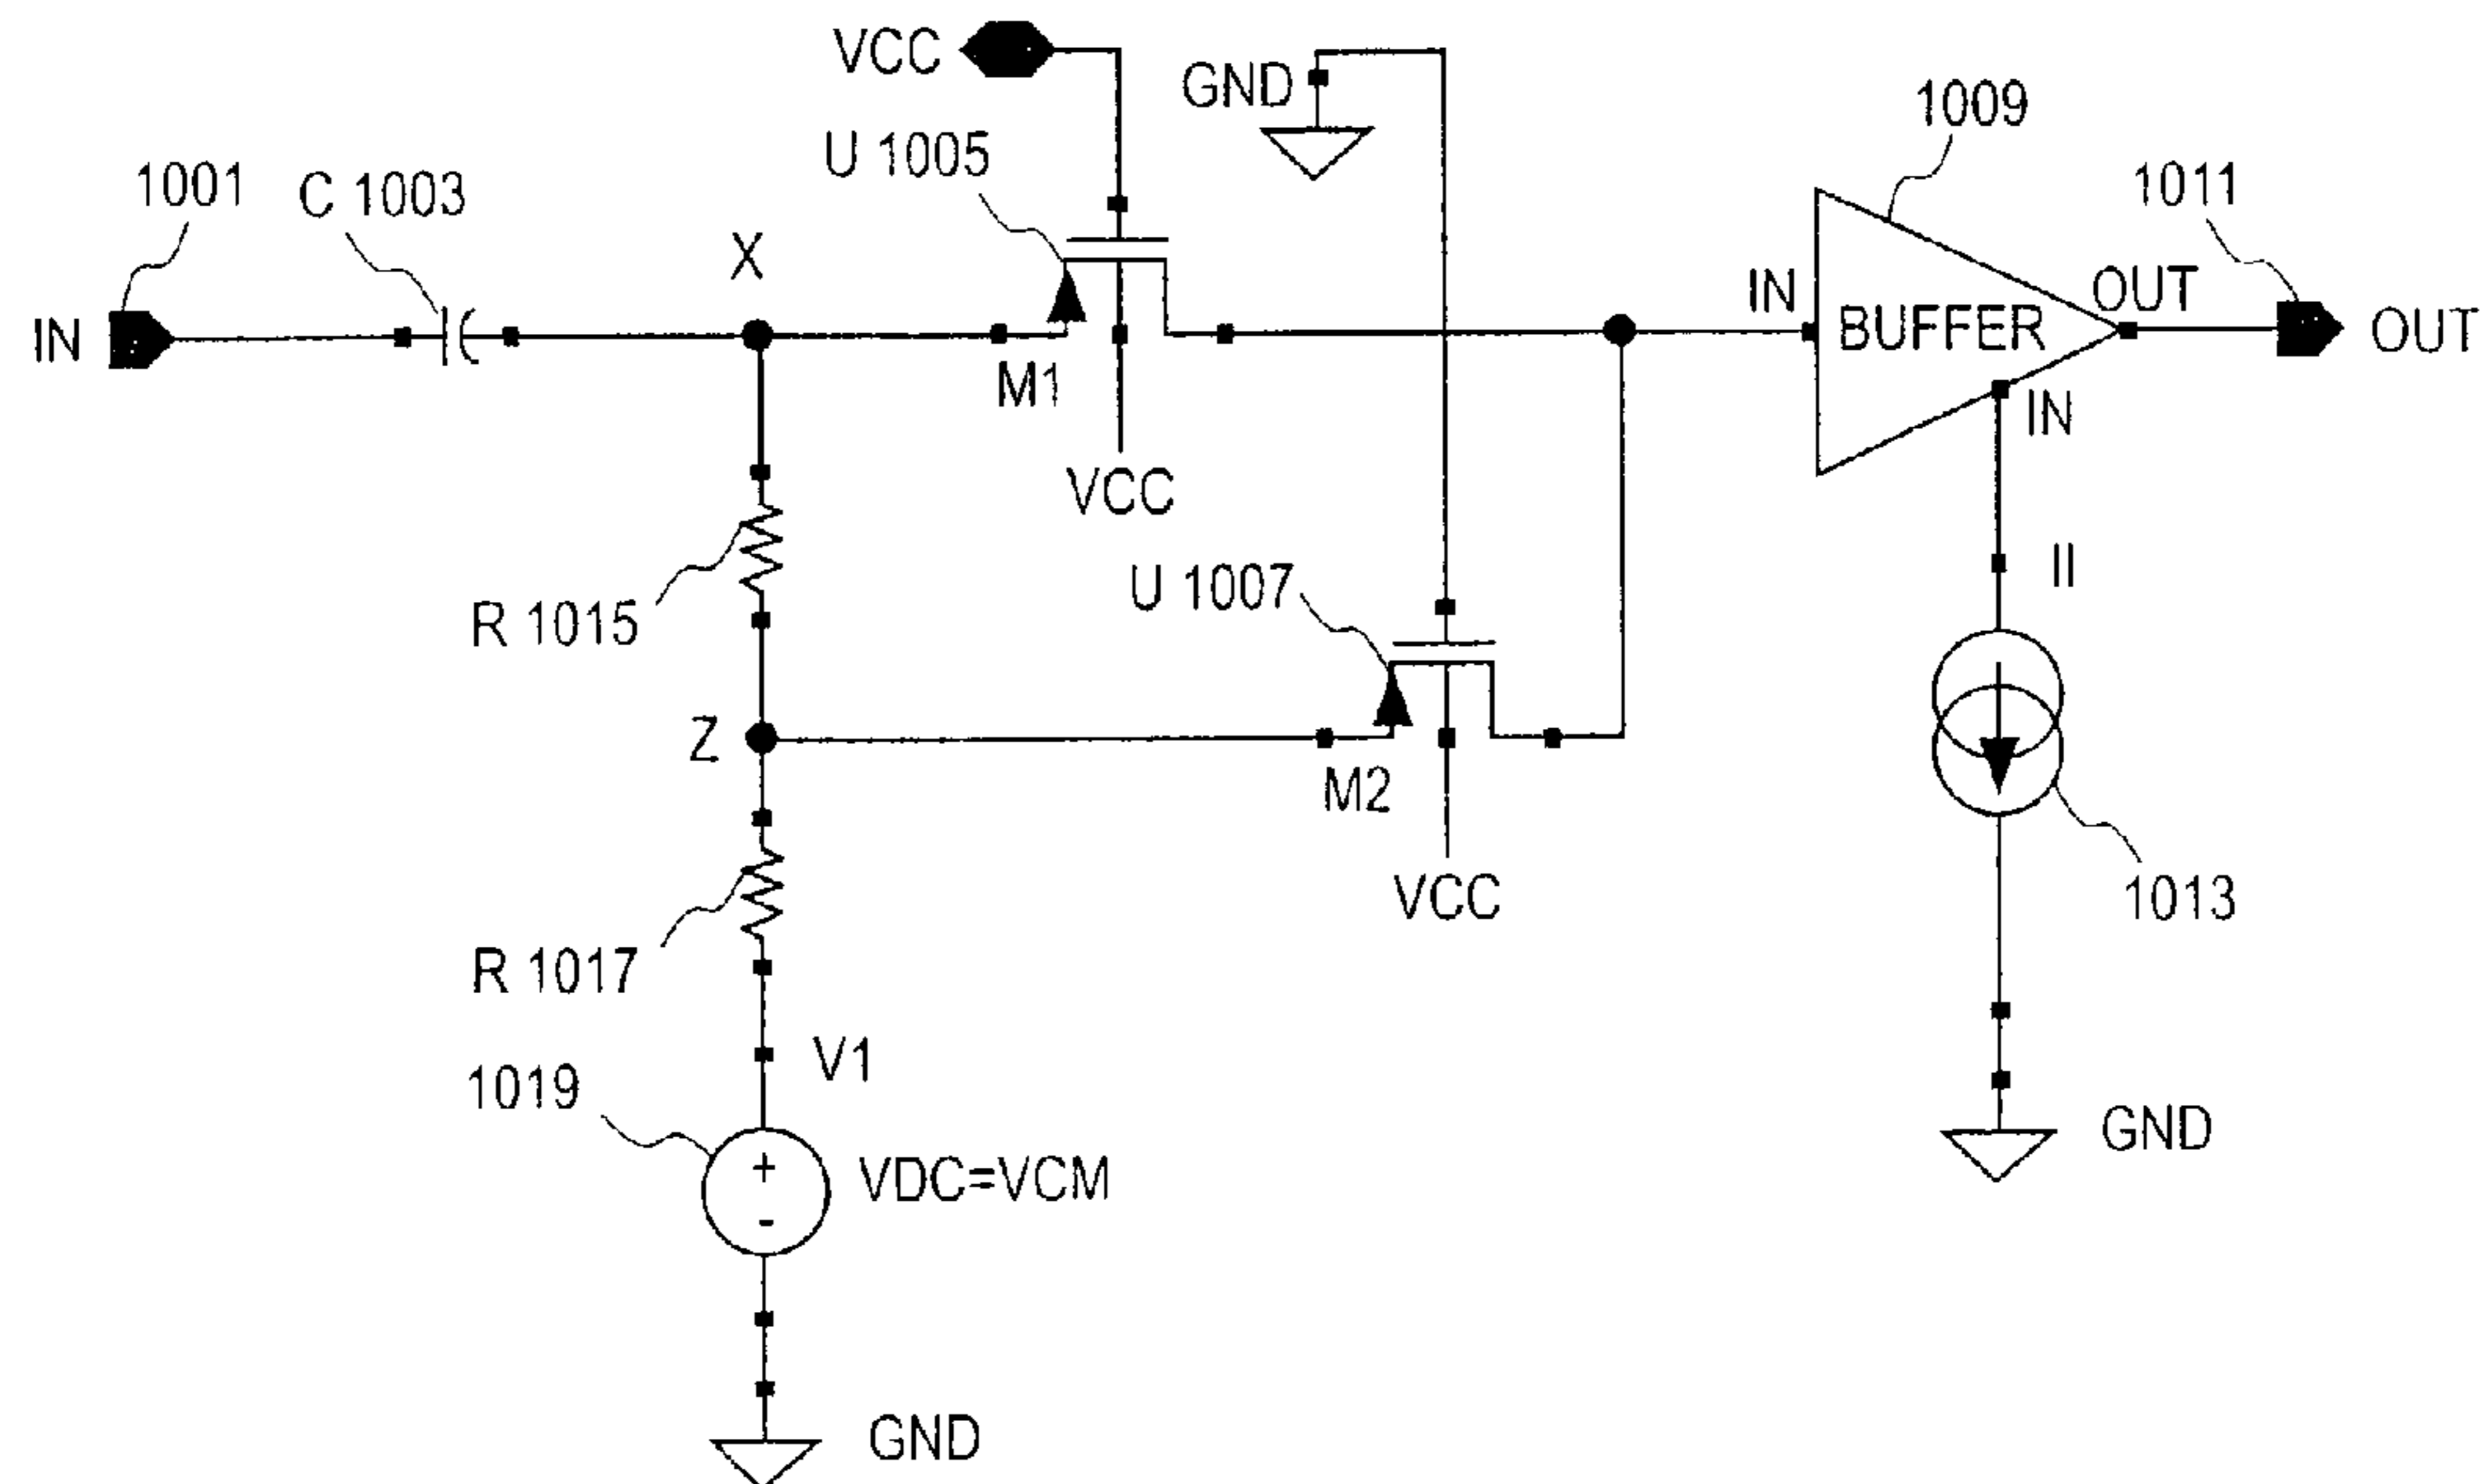 VCC
GND
1009
U 1005
1001
C 1003
1011
X
IN
OUT
IN
BUFFER
OUT
M1
IN
VCC
II
U 1007
R 1015
Z
M2
VCC
1013
R 1017
V1
1019
GND
VDC=VCM
GND